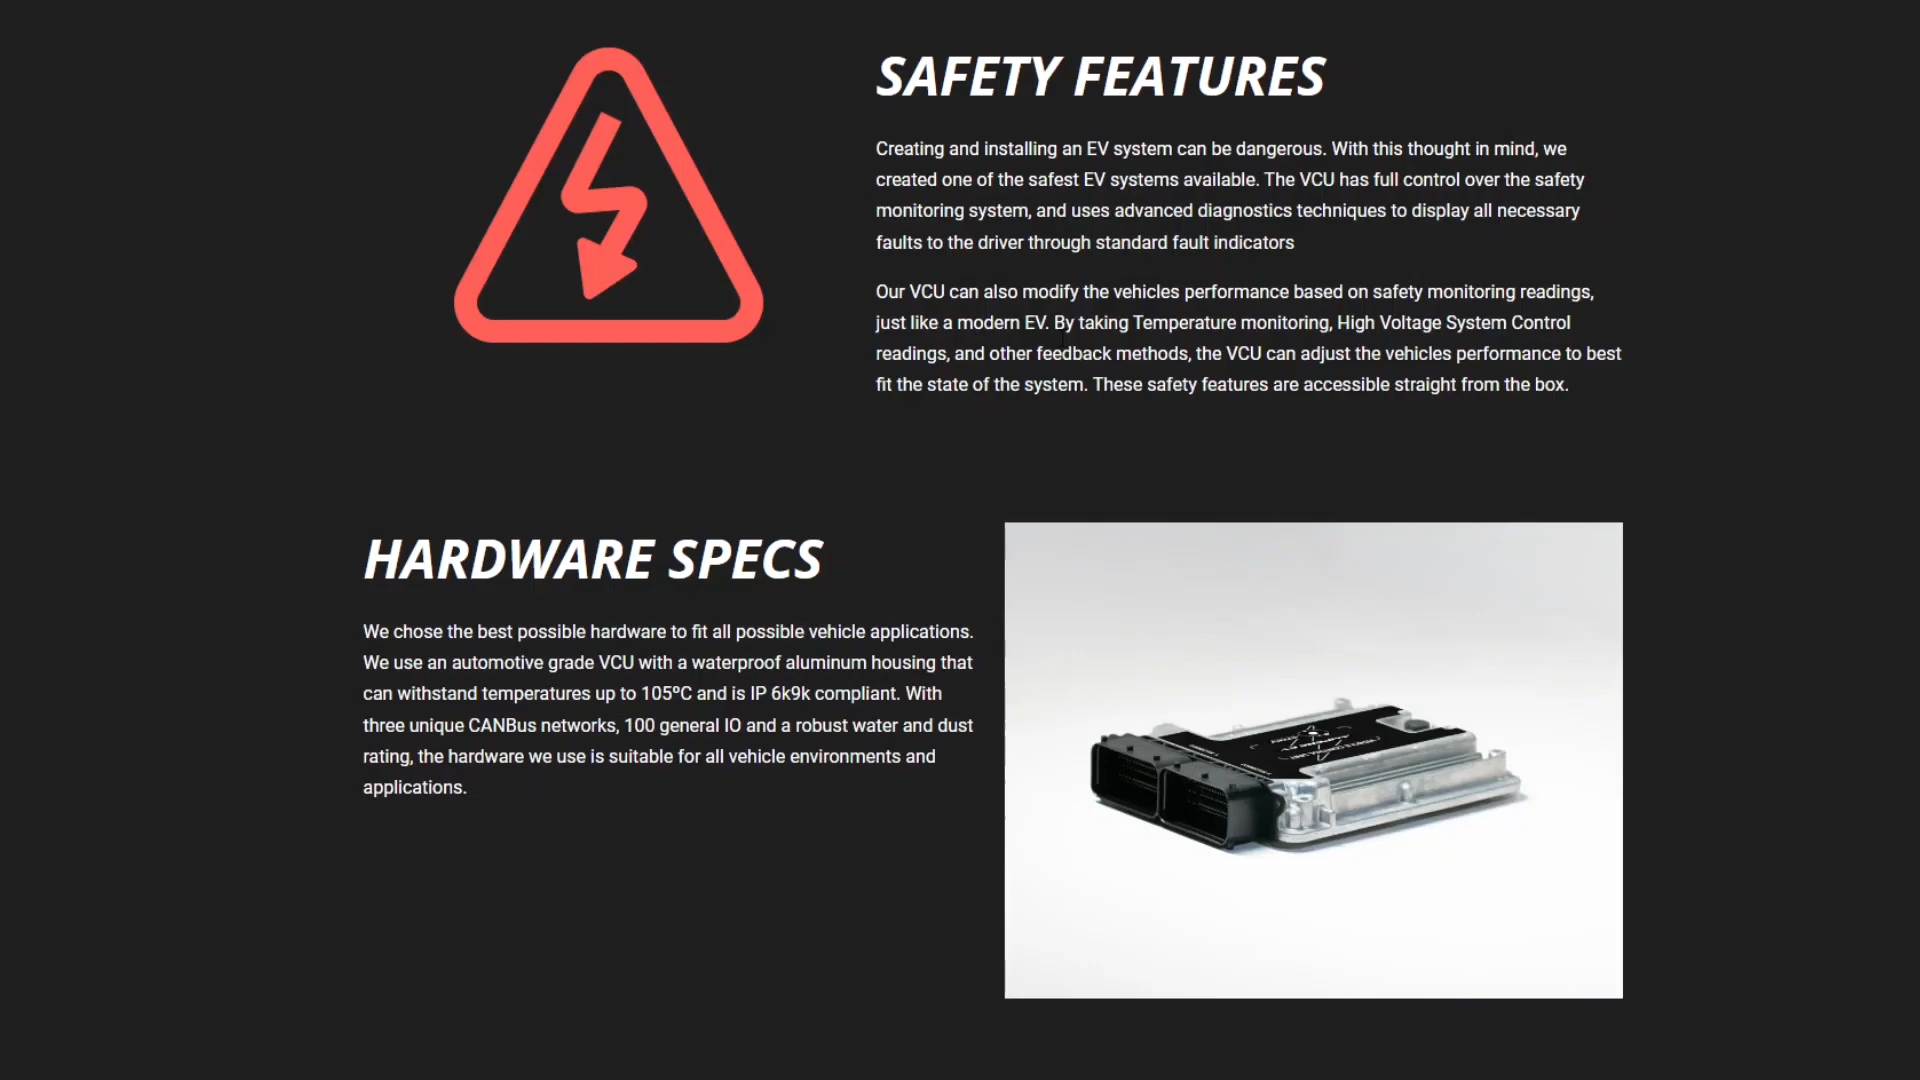 SAFETY FEATURES
Creating and installing an EV system can be dangerous. With this thought in mind, we
created one of the safest EV systems available. The VCU has full control over the safety
monitoring system, and uses advanced diagnostics techniques to display all necessary
faults to the driver through standard fault indicators
Our VCU can also modify the vehicles performance based on safety monitoring readings,
just like a modern EV. By taking Temperature monitoring, High Voltage System Control
readings, and other feedback methods, the VCU can adjust the vehicles performance to best
fit the state of the system. These safety features are accessible straight from the box.
HARDWARE SPECS
We chose the best possible hardware to fit all possible vehicle applications.
We use an automotive grade VCU with a waterproof aluminum housing that
can withstand temperatures up to 105ºC and is IP 6k9k compliant. With
three unique CANBus networks, 100 general IO and a robust water and dust
rating, the hardware we use is suitable for all vehicle environments and
applications.